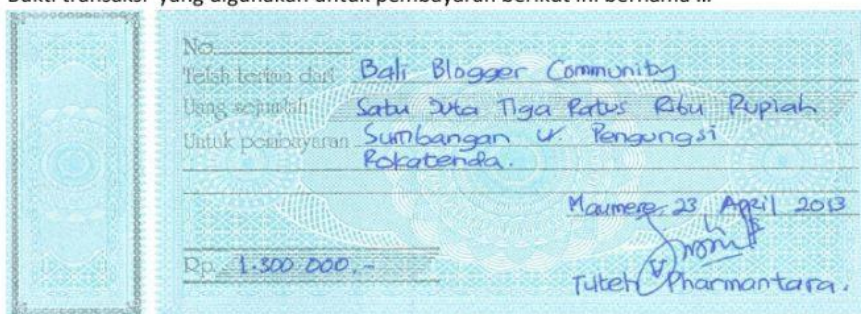 Bukti transaksi yang digunakan untuk pembayaran berikut ini bernama ...
No.
Telah terima dari Bali Blogger Community
Uang sejumlah Satu Juta Tiga Ratus Ribu Rupiah
Untuk pembayaran Sumbangan u. Pengungsi
Rokatenda.
Maumere, 23 April 2013
Rp. 1.300.000,-
Tuteh Pharmantara.